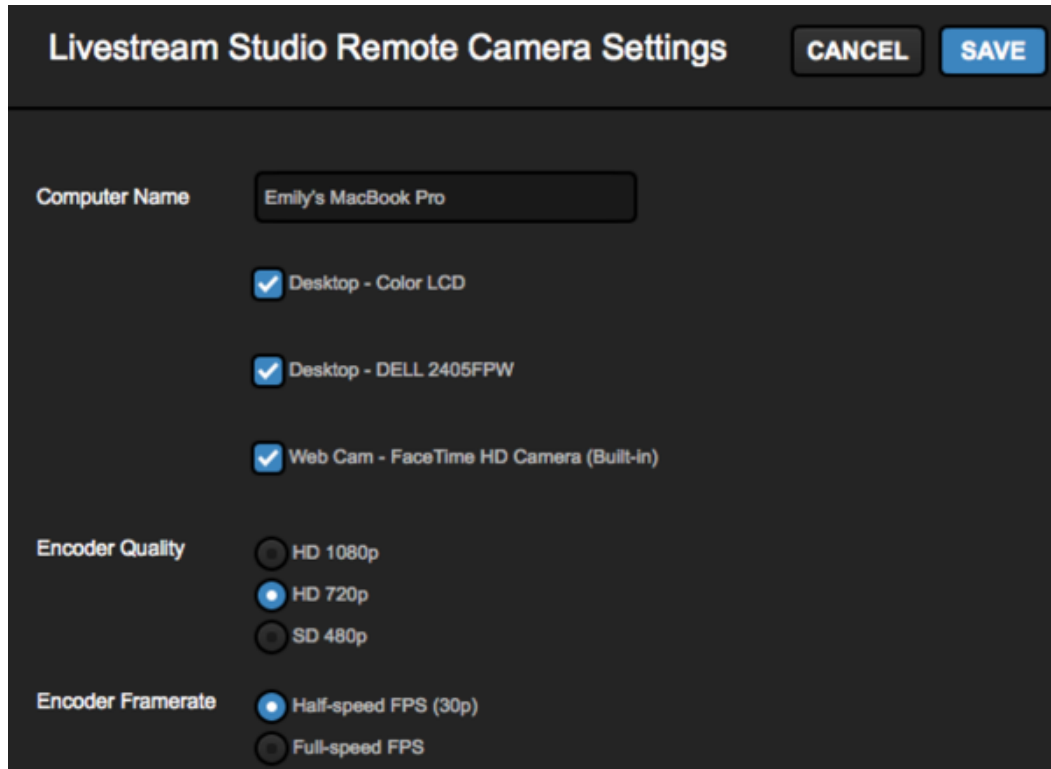 Livestream Studio Remote Camera Settings
CANCEL
SAVE
Computer Name
Emily's MacBook Pro
Desktop - Color LCD
Desktop - DELL 2405FPW
Web Cam - FaceTime HD Camera (Built-in)
Encoder Quality
HD 1080p
HD 720p
SD 480p
Encoder Framerate
Half-speed FPS (30p)
Full-speed FPS